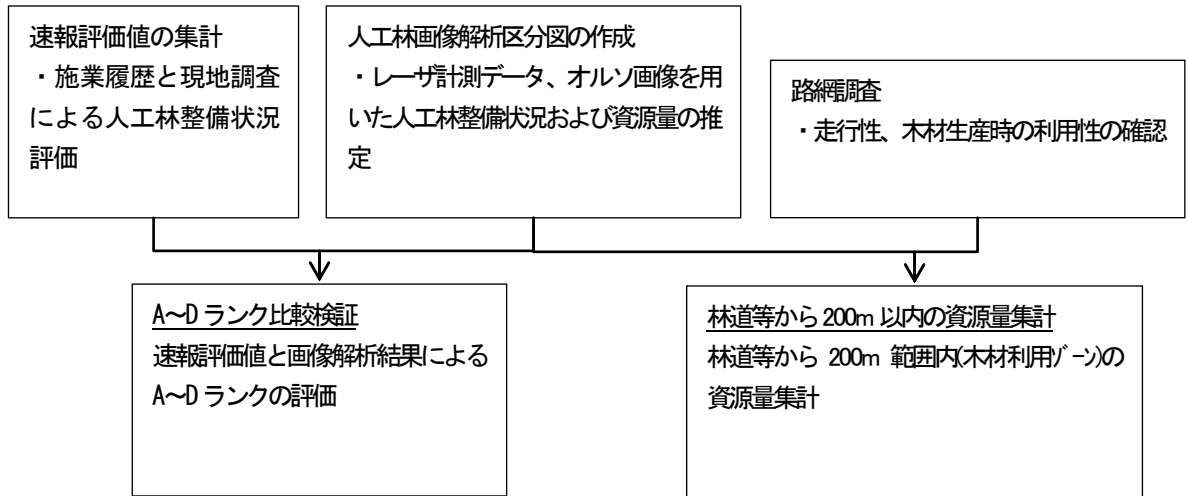 速報評価値の集計
・施業履歴と現地調査
による人工林整備状況
評価
人工林画像解析区分図の作成
・レーザ計測データ、オルソ画像を用
いた人工林整備状況および資源量の推
定
路網調査
・走行性、木材生産時の利用性の確認
A～Dランク比較検証
速報評価値と画像解析結果による
A～Dランクの評価
林道等から200m以内の資源量集計
林道等から 200m 範囲内(木材利用ｿﾞｰﾝ)の
資源量集計